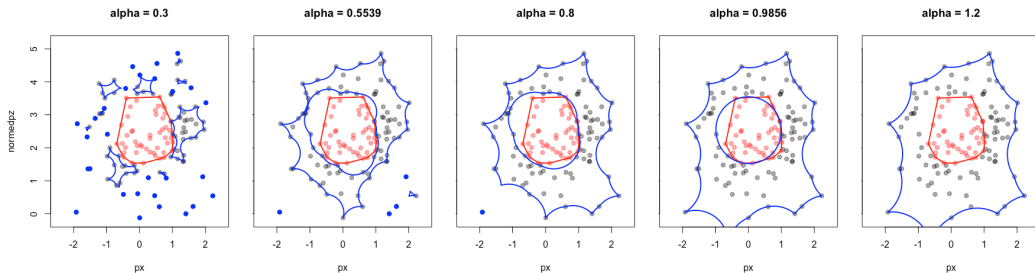 alpha = 0.3
alpha = 0.5539
alpha = 0.8
alpha = 0.9856
alpha = 1.2
normedpz
5
4
3
2
1
0
-2 -1 0 1 2
-2 -1 0 1 2
-2 -1 0 1 2
-2 -1 0 1 2
-2 -1 0 1 2
px
px
px
px
px